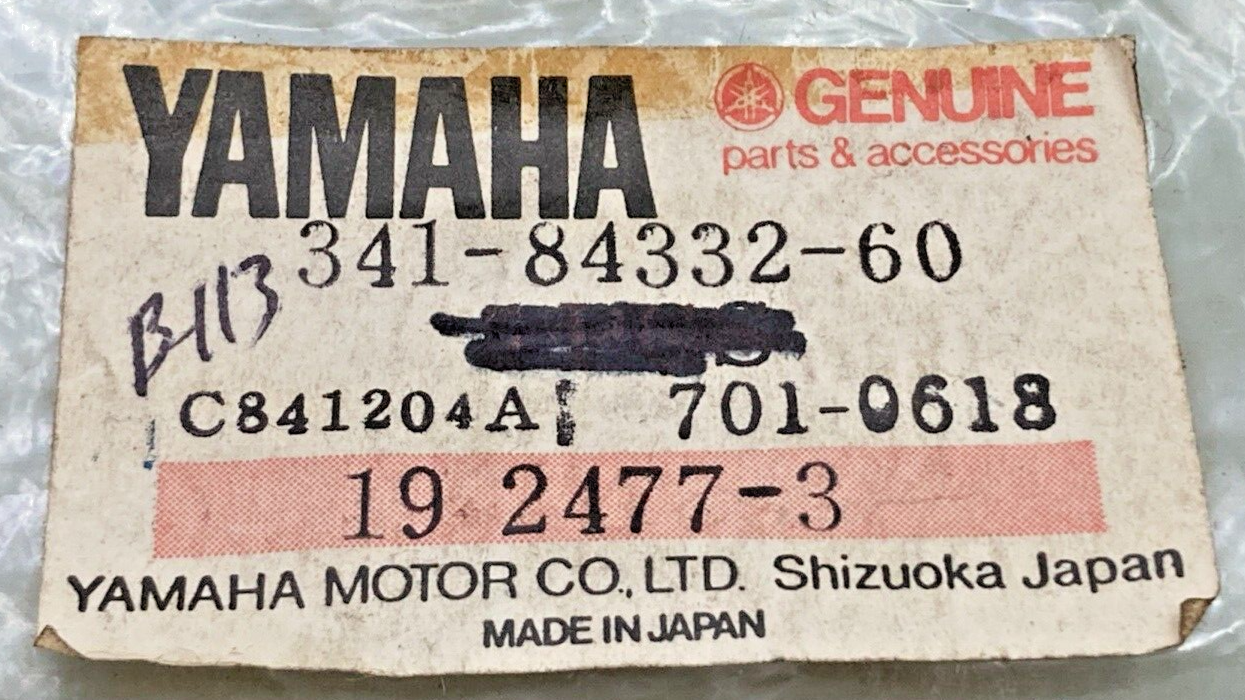 YAMAHA
GENUINE
parts & accessories
341-84332-60
B-113
C841204A 701-0618
19 2477-3
YAMAHA MOTOR CO.,LTD. Shizuoka Japan
MADE IN JAPAN